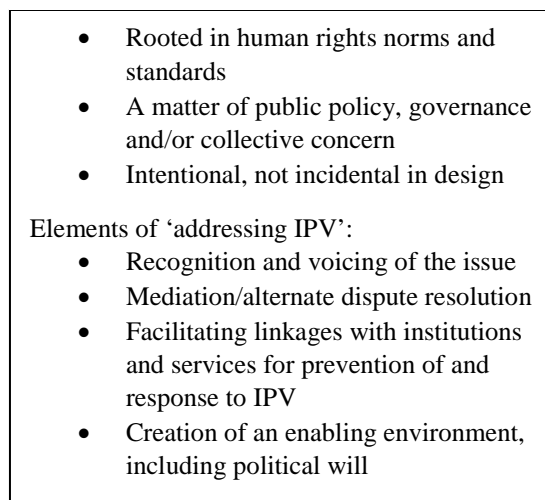 • Rooted in human rights norms and
standards
• A matter of public policy, governance
and/or collective concern
• Intentional, not incidental in design
Elements of ‘addressing IPV’:
• Recognition and voicing of the issue
• Mediation/alternate dispute resolution
• Facilitating linkages with institutions
and services for prevention of and
response to IPV
• Creation of an enabling environment,
including political will